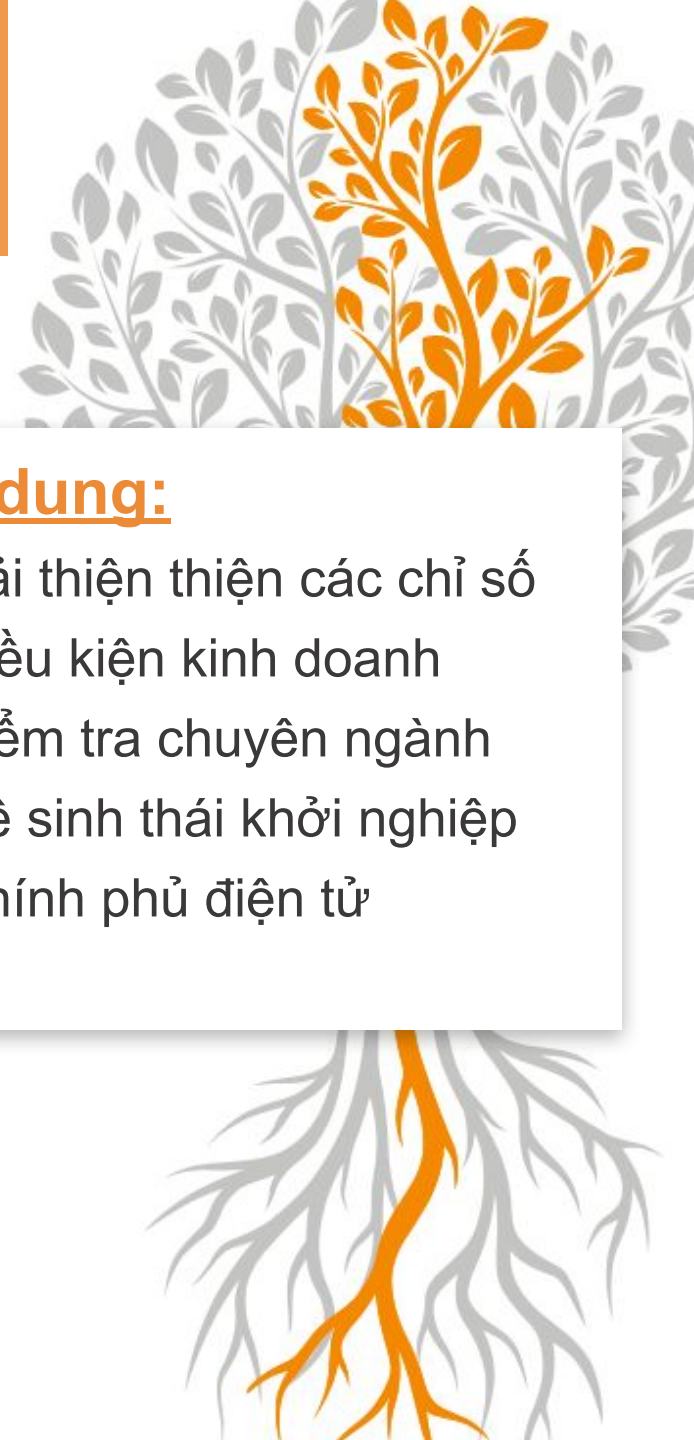 dung:
ải thiện thiện các chỉ số
ều kiện kinh doanh
ểm tra chuyên ngành
ệ sinh thái khởi nghiệp
hính phủ điện tử